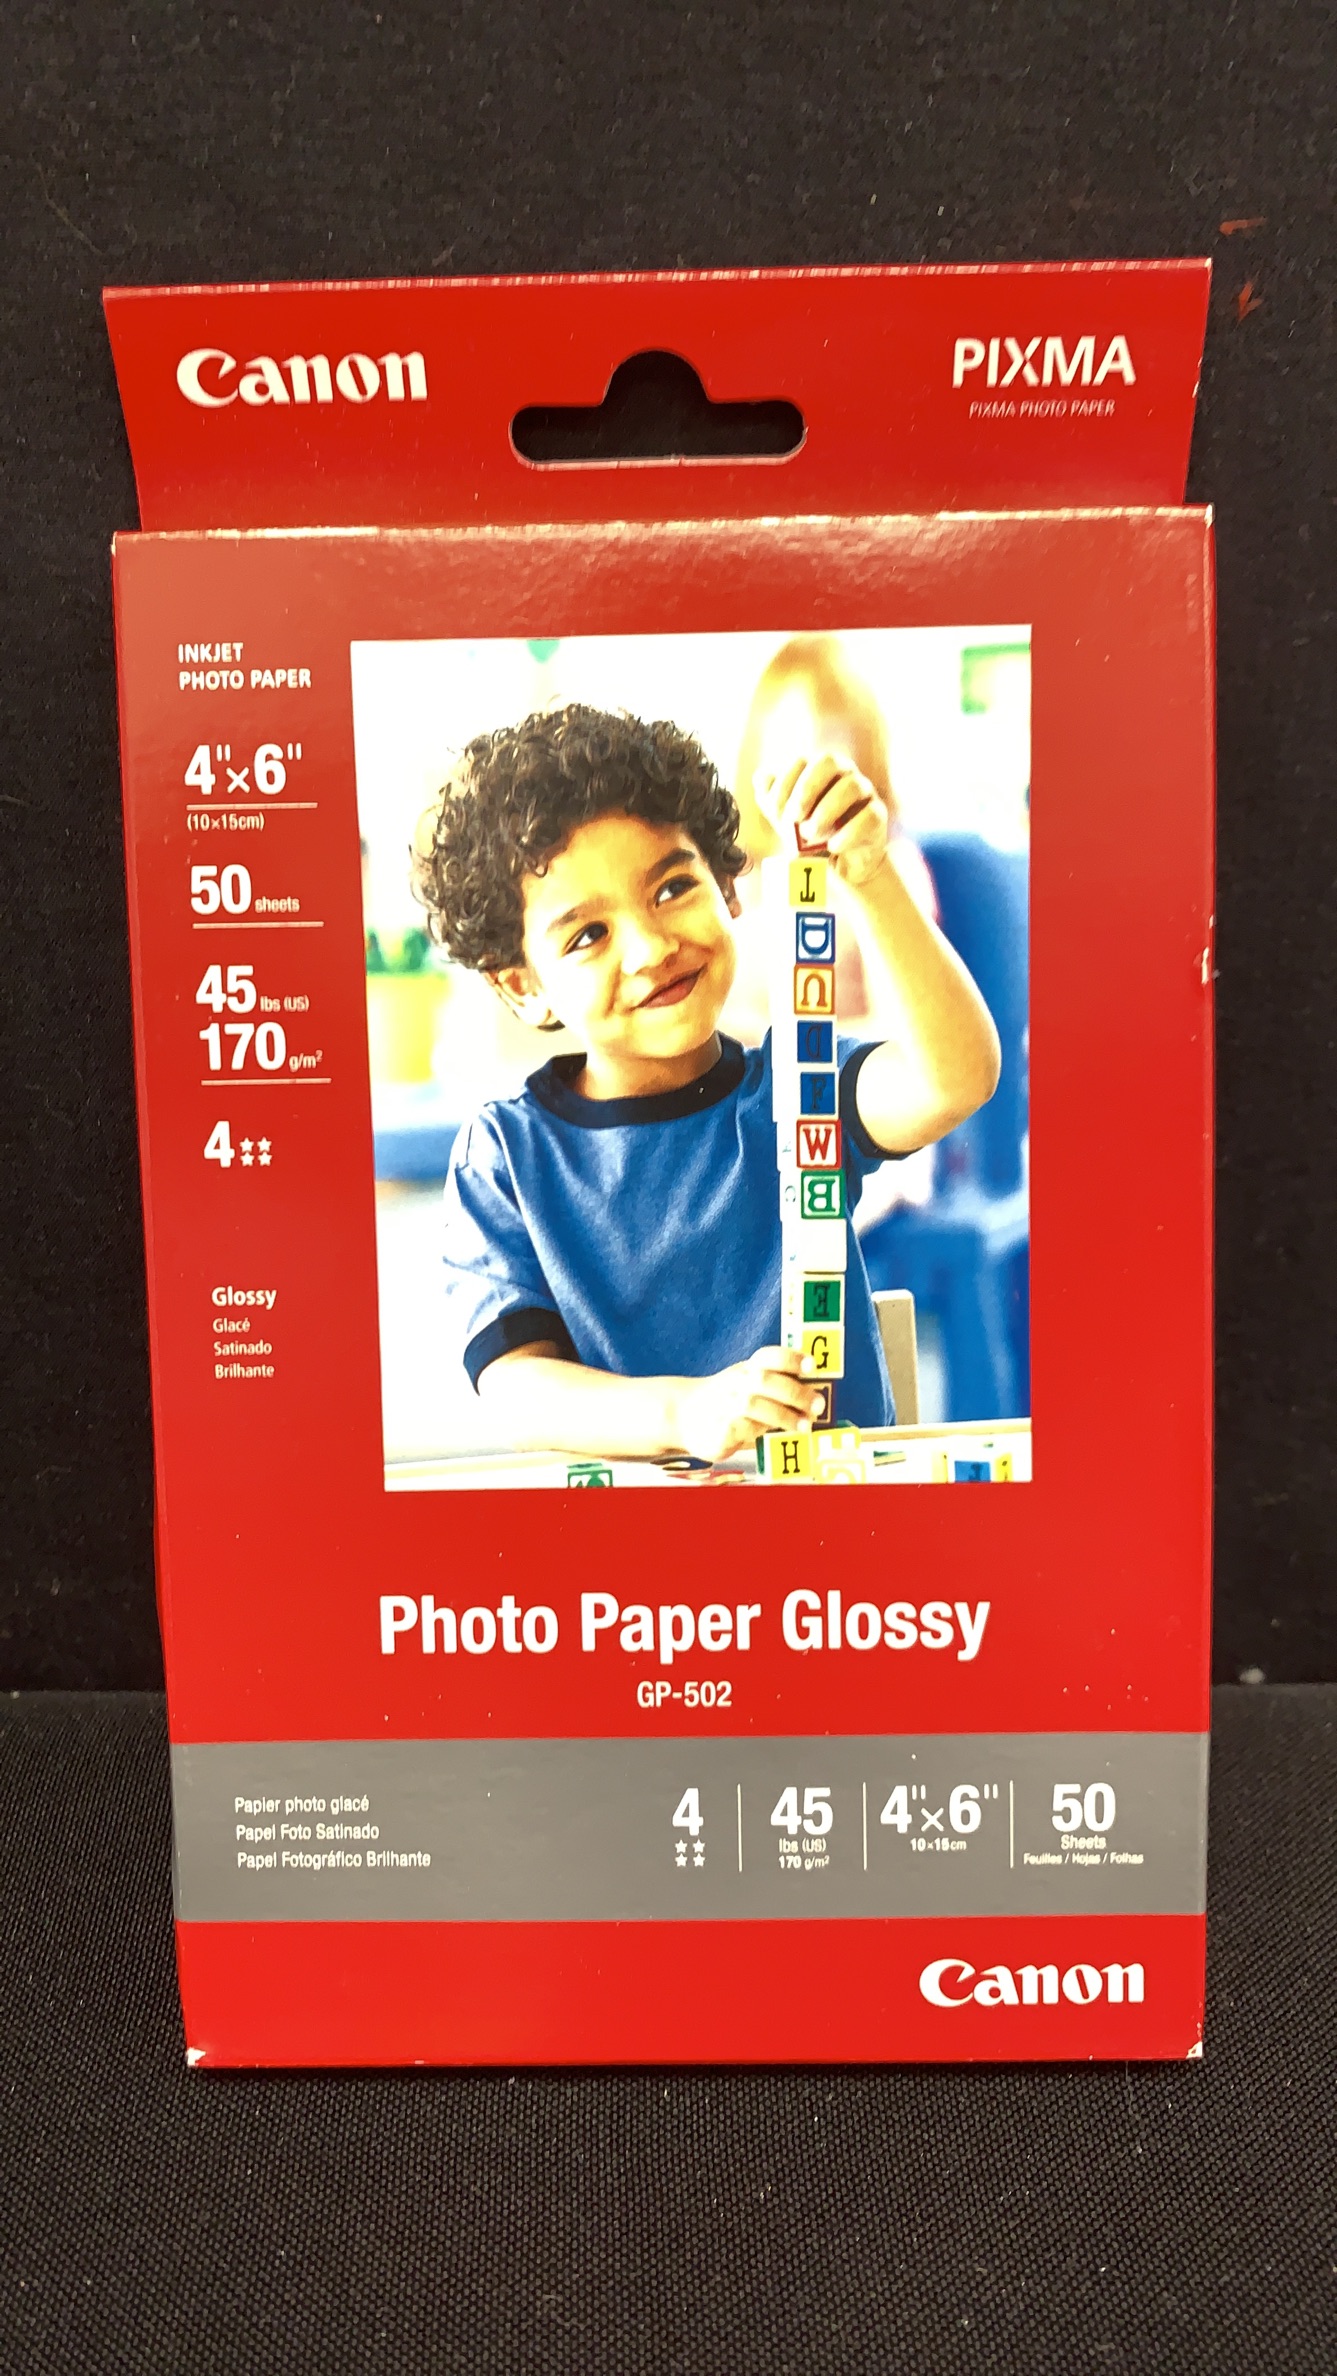 Canon
PIXMA
PIXMA PHOTO PAPER
INKJET
PHOTO PAPER
4"x6"
(10x15cm)
50 sheets
45 lbs (US)
170 g/m²
4 ★★★★
Glossy
Glacé
Satinado
Brilhante
T
D
U
F
W
B
E
G
H
Photo Paper Glossy
GP-502
Papier photo glacé
Papel Foto Satinado
Papel Fotográfico Brilhante
4
★★
★★
45
lbs (US)
170 g/m²
4"x6"
10x15cm
50
Sheets
Feuilles / Hojas / Folhas
Canon